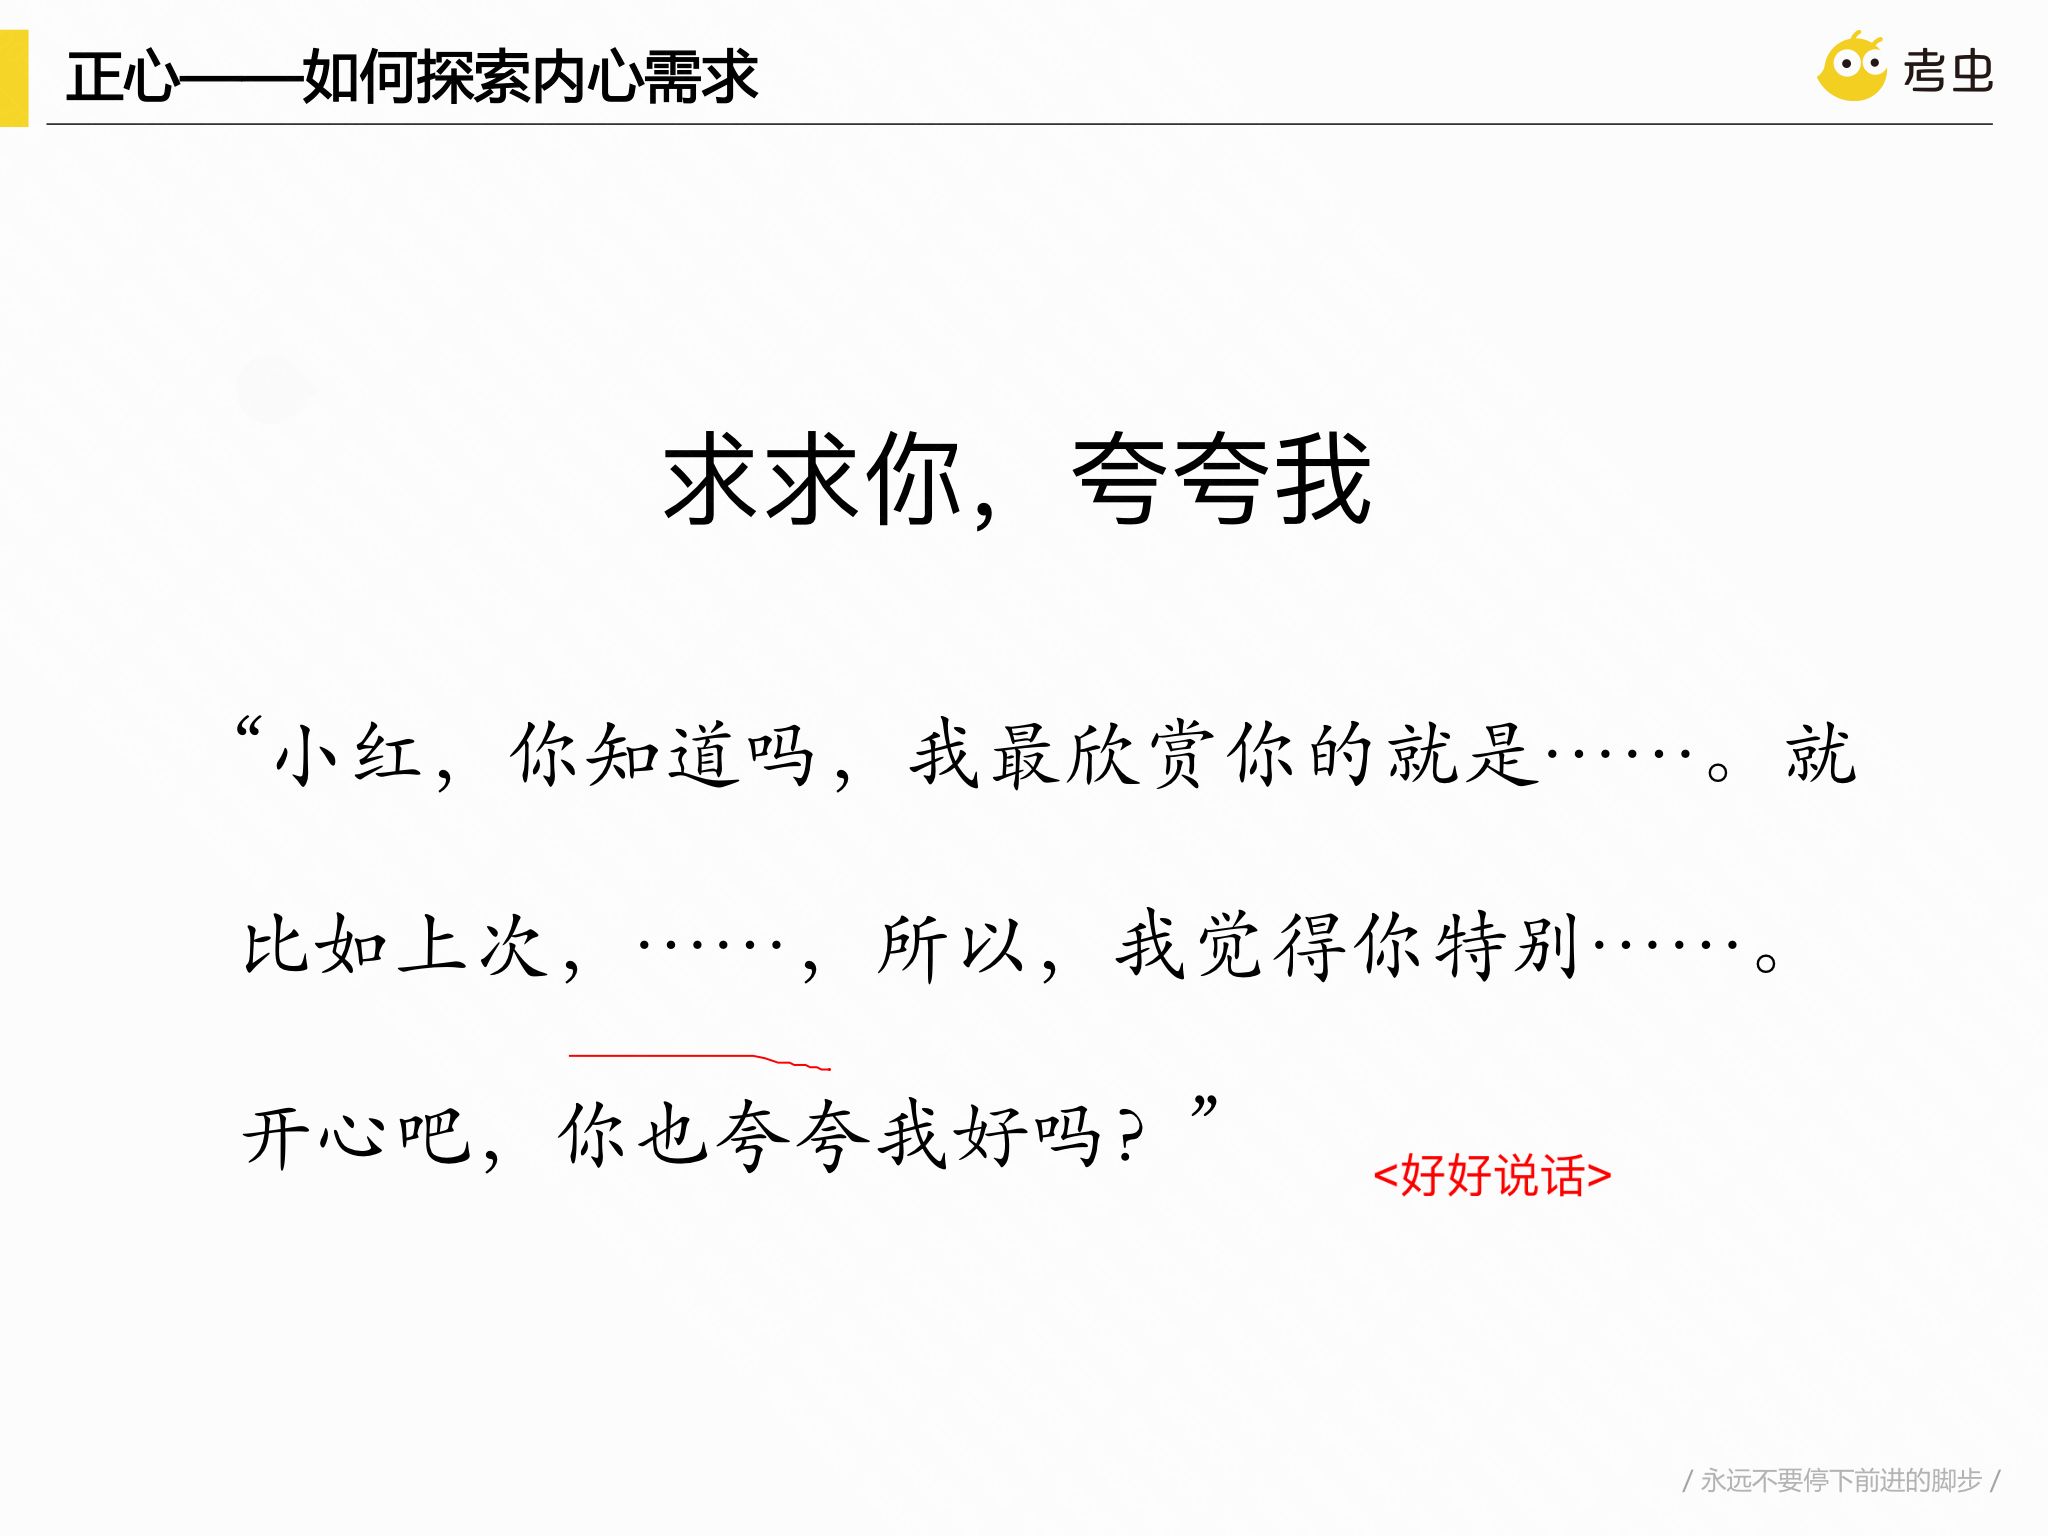 正心——如何探索内心需求
考虫
求求你，夸夸我
“小红，你知道吗，我最欣赏你的就是……。就
比如上次，……，所以，我觉得你特别……。
开心吧，你也夸夸我好吗？”
<好好说话>
/ 永远不要停下前进的脚步 /